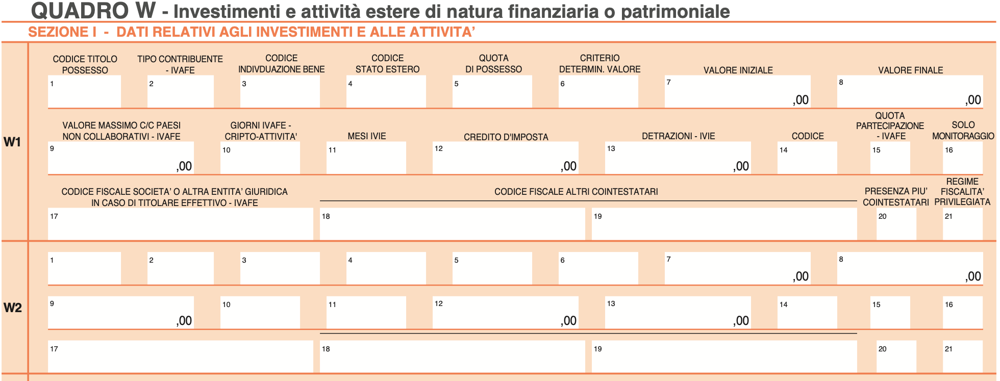 QUADRO W - Investimenti e attività estere di natura finanziaria o patrimoniale
SEZIONE I - DATI RELATIVI AGLI INVESTIMENTI E ALLE ATTIVITA’
W1
CODICE TITOLO
POSSESSO
1
TIPO CONTRIBUENTE
- IVAFE
2
CODICE
INDIVDUAZIONE BENE
3
CODICE
STATO ESTERO
4
QUOTA
DI POSSESSO
5
CRITERIO
DETERMIN. VALORE
6
VALORE INIZIALE
7
,00
VALORE FINALE
8
,00
VALORE MASSIMO C/C PAESI
NON COLLABORATIVI - IVAFE
9
,00
GIORNI IVAFE -
CRIPTO-ATTIVITA'
10
MESI IVIE
11
CREDITO D'IMPOSTA
12
,00
DETRAZIONI - IVIE
13
,00
CODICE
14
QUOTA
PARTECIPAZIONE
- IVAFE
15
SOLO
MONITORAGGIO
16
CODICE FISCALE SOCIETA’ O ALTRA ENTITA’ GIURIDICA
IN CASO DI TITOLARE EFFETTIVO - IVAFE
17
CODICE FISCALE ALTRI COINTESTATARI
18
19
PRESENZA PIU’
COINTESTATARI
20
REGIME
FISCALITA’
PRIVILEGIATA
21
W2
1
2
3
4
5
6
7
,00
8
,00
9
,00
10
11
12
,00
13
,00
14
15
16
17
18
19
20
21